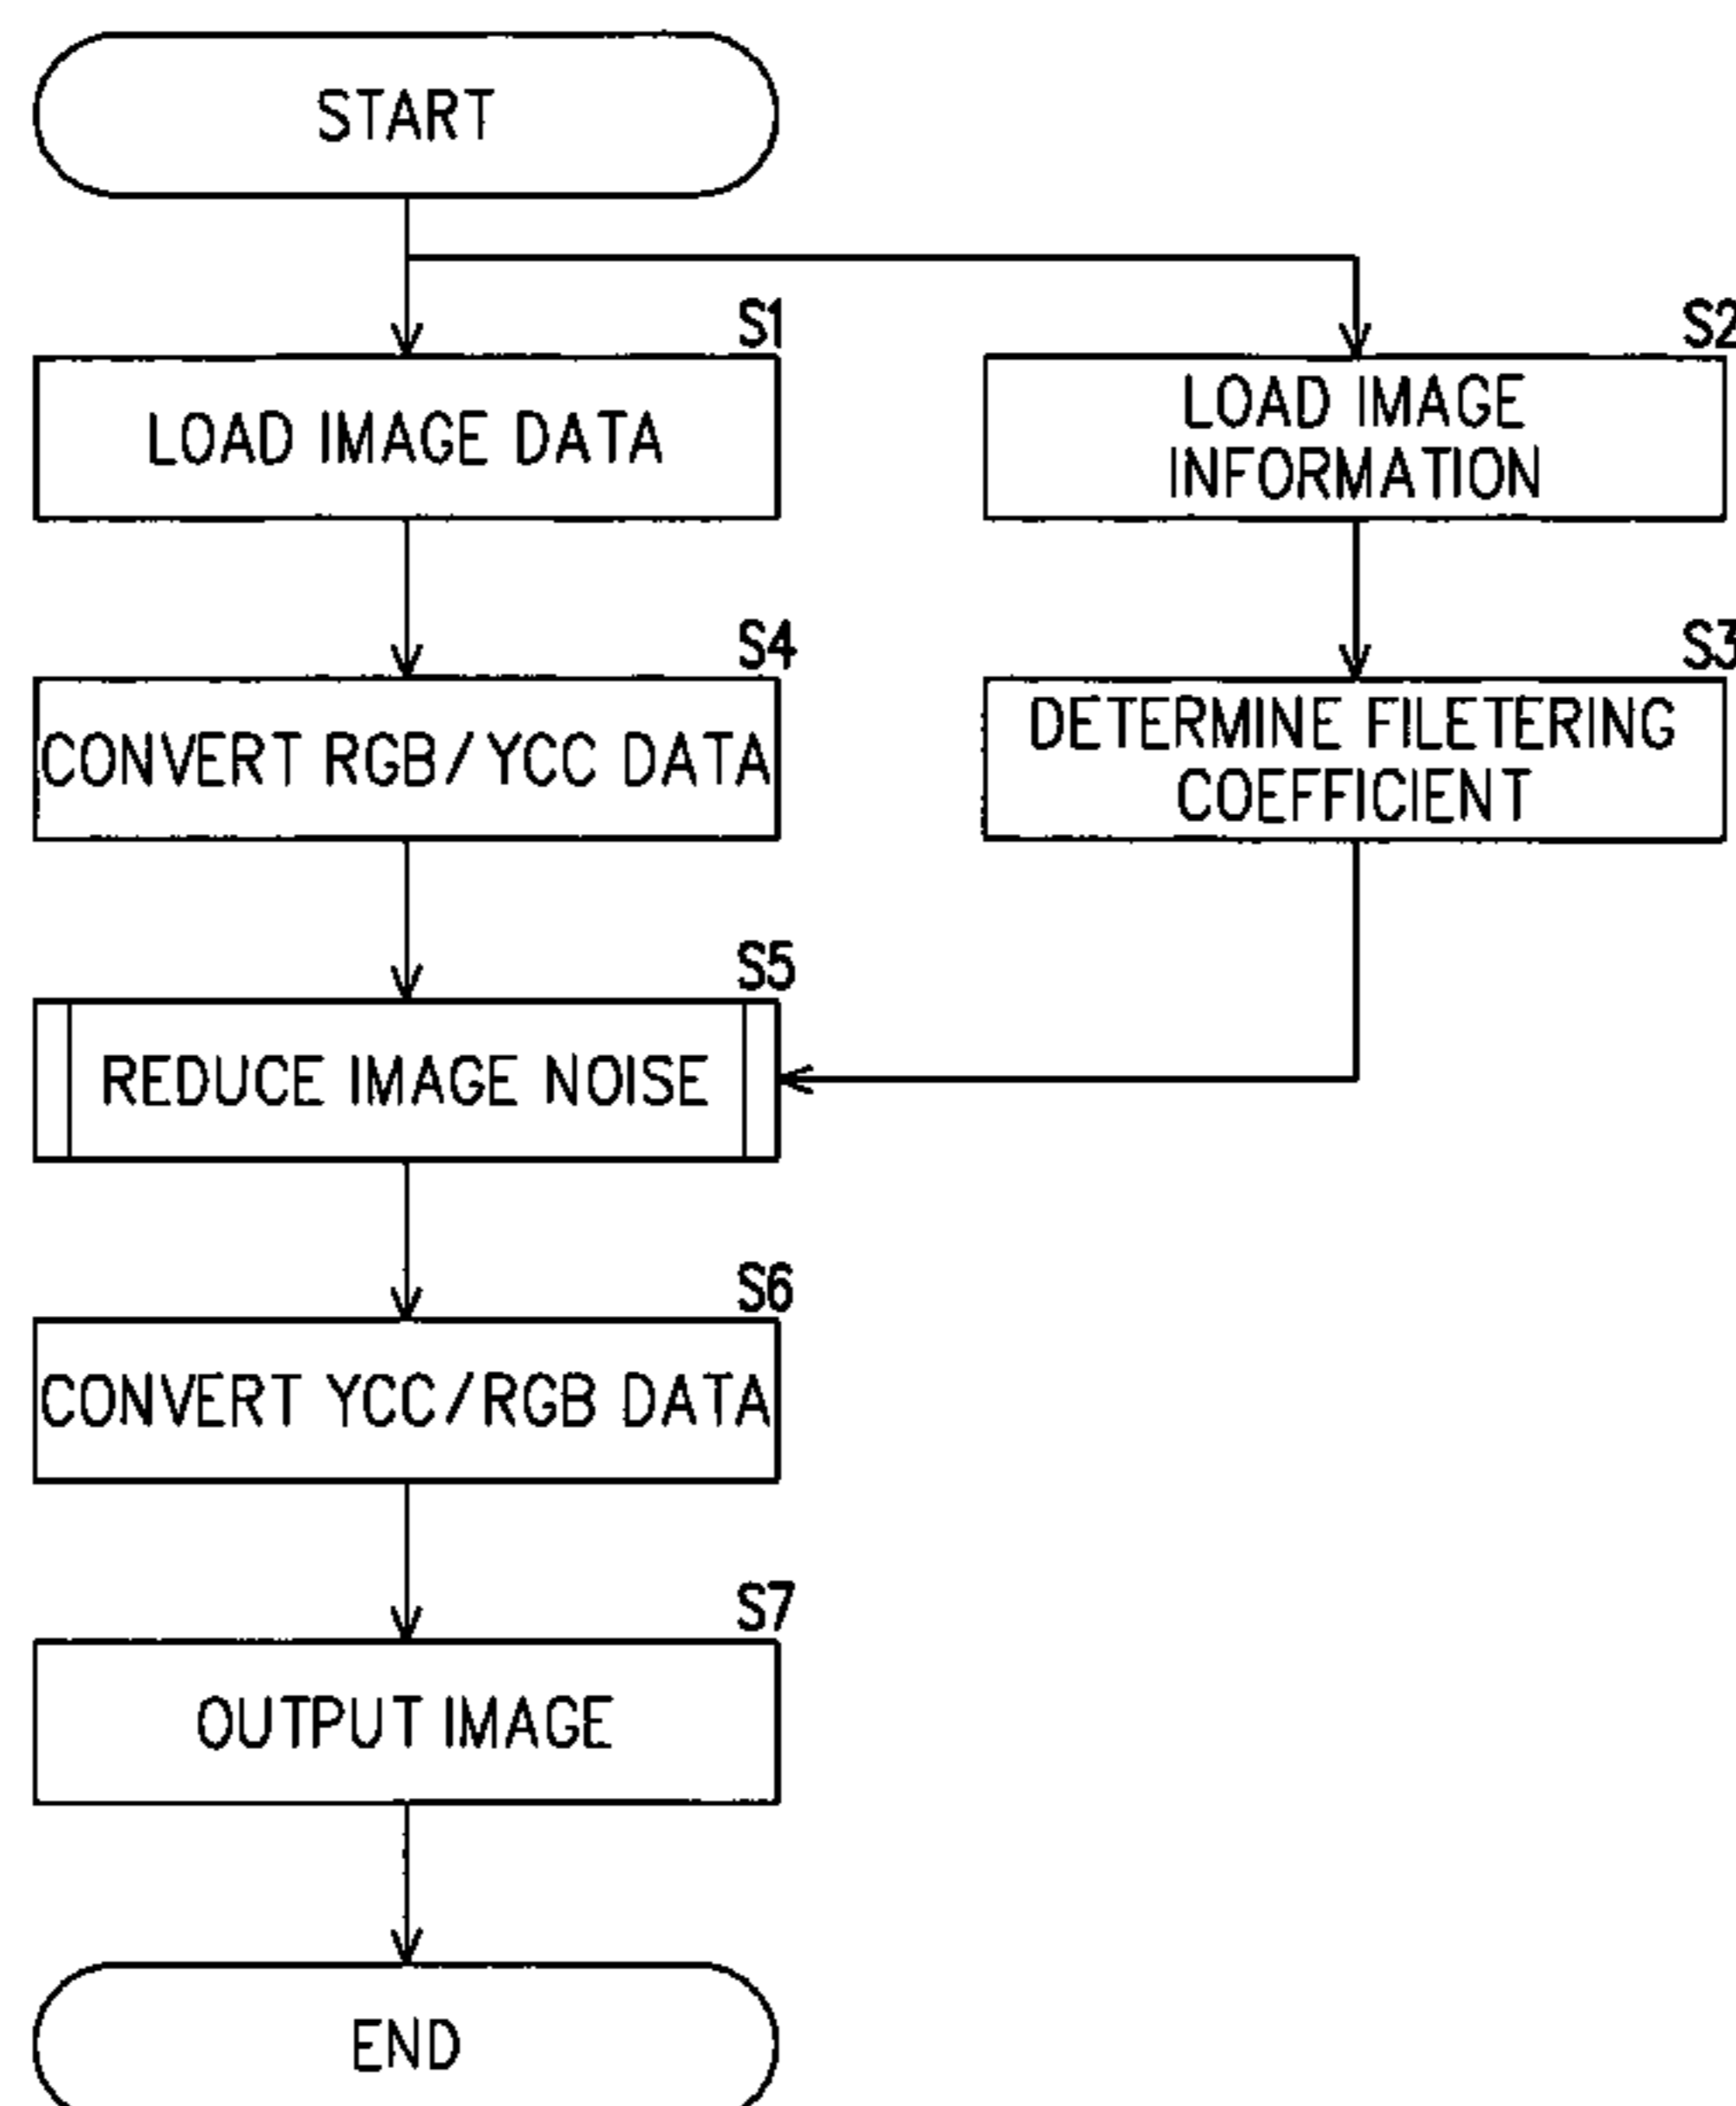 START
S1
LOAD IMAGE DATA
S2
LOAD IMAGE
INFORMATION
S4
CONVERT RGB/YCC DATA
S3
DETERMINE FILETERING
COEFFICIENT
S5
REDUCE IMAGE NOISE
S6
CONVERT YCC/RGB DATA
S7
OUTPUT IMAGE
END